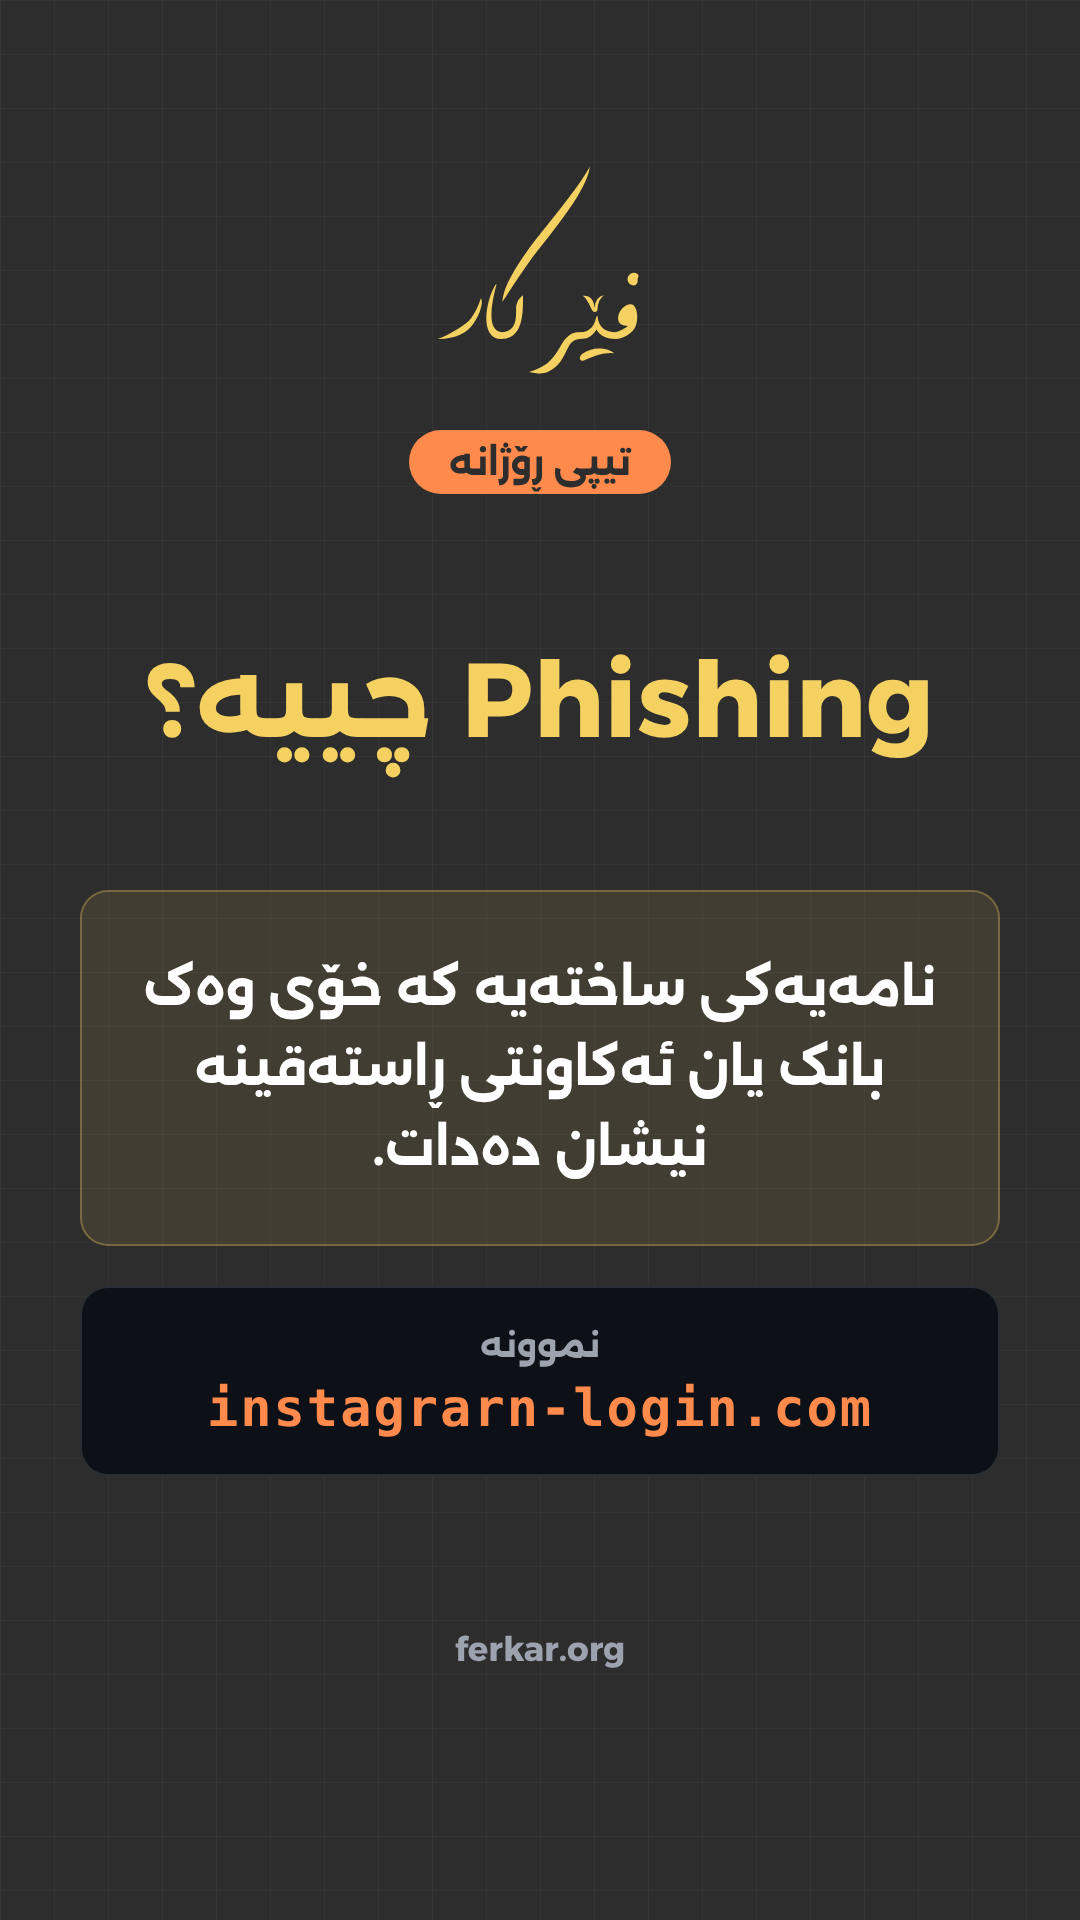 فێرکار
تیپی ڕۆژانە
Phishing چییە؟
نامەیەکی ساختەیە کە خۆی وەک
بانک یان ئەکاونتی ڕاستەقینە
نیشان دەدات.
نموونە
instagrarn-login.com
ferkar.org